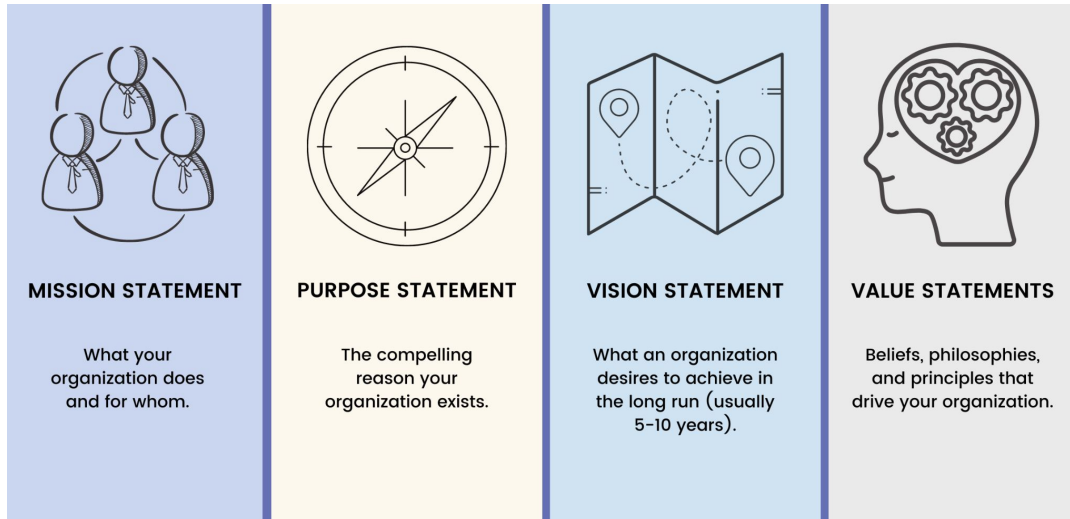 MISSION STATEMENT
What your
organization does
and for whom.
PURPOSE STATEMENT
The compelling
reason your
organization exists.
VISION STATEMENT
What an organization
desires to achieve in
the long run (usually
5-10 years).
VALUE STATEMENTS
Beliefs, philosophies,
and principles that
drive your organization.